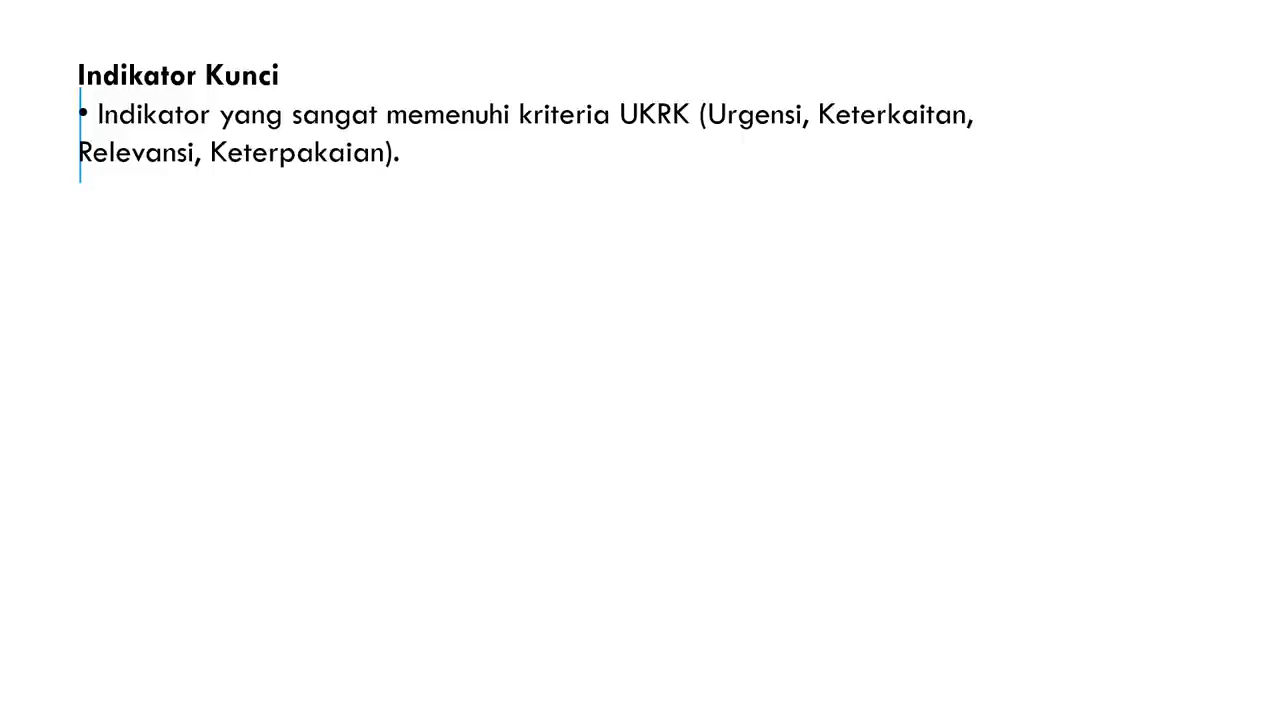 Indikator Kunci
• Indikator yang sangat memenuhi kriteria UKRK (Urgensi, Keterkaitan,
Relevansi, Keterpakaian).